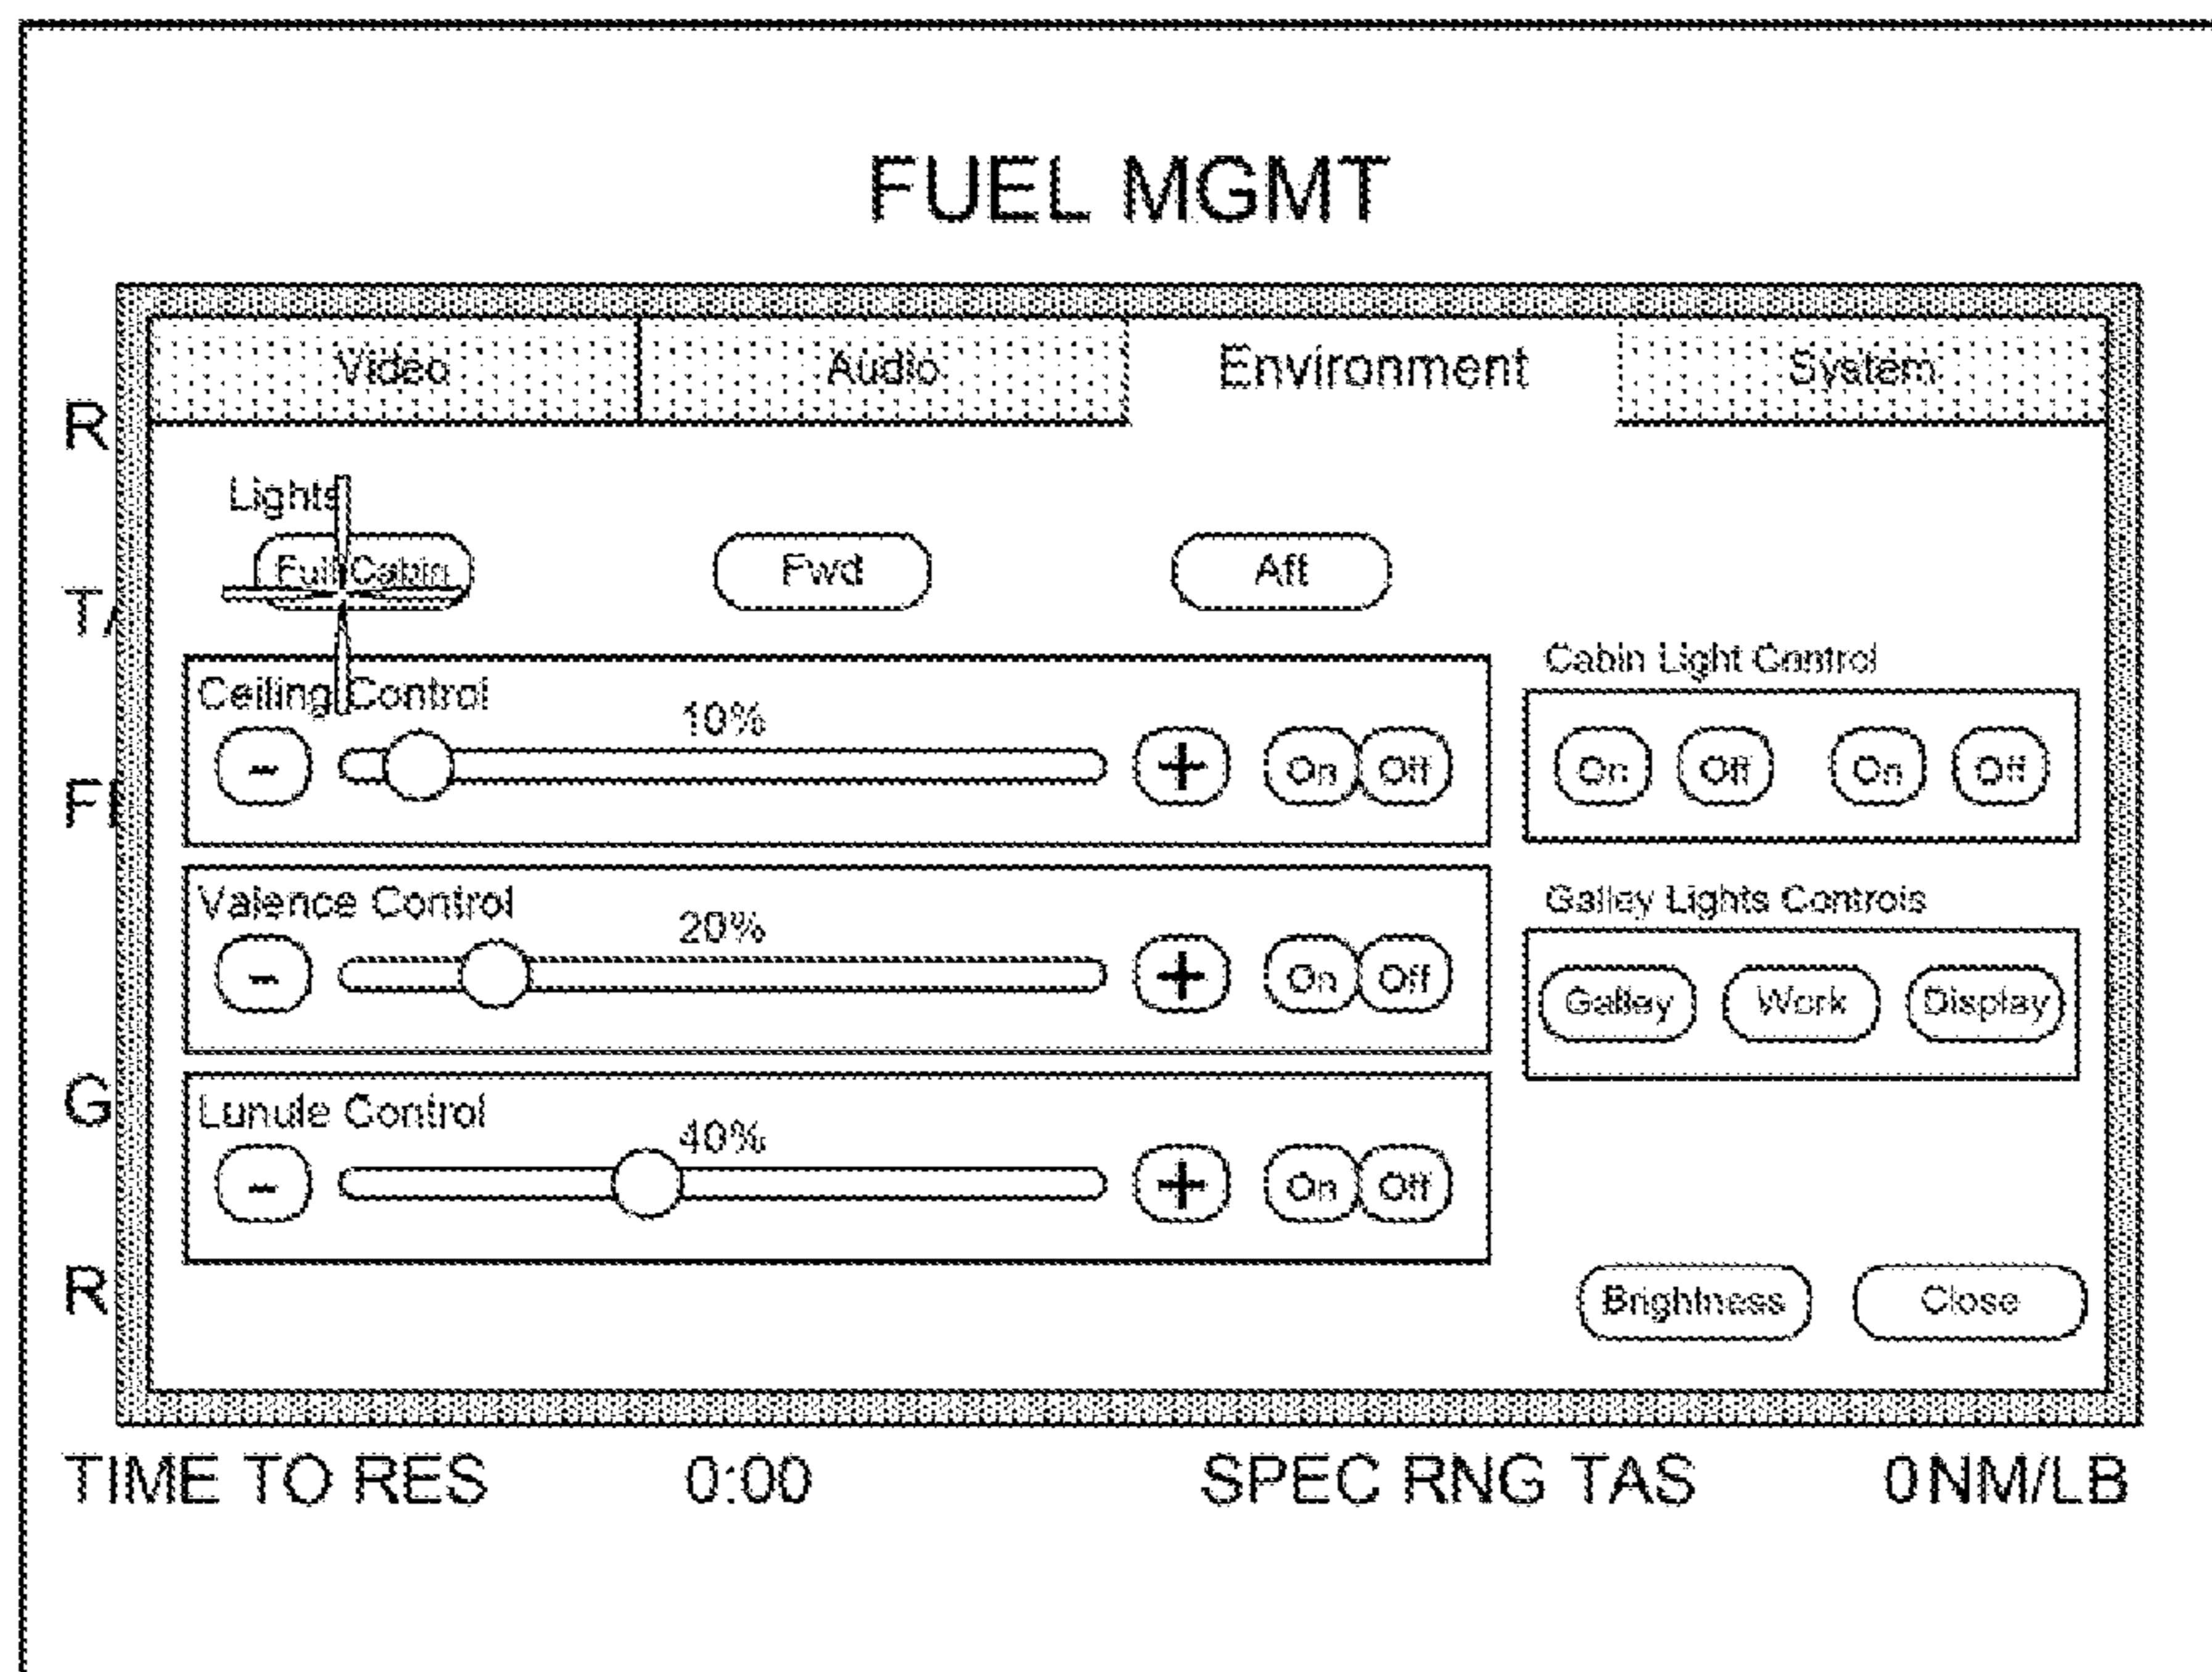 FUEL MGMT
Video Audio Environment System
R
Lights
Full Cabin Fwd Aft
T/
Cabin Light Control
Ceiling Control
10%
- + On Off On Off On Off
F
Valence Control
20%
Galley Lights Controls
- + On Off Galley Work Display
G
Lunule Control
40%
- + On Off
R
Brightness Close
TIME TO RES 0:00 SPEC RNG TAS 0NM/LB